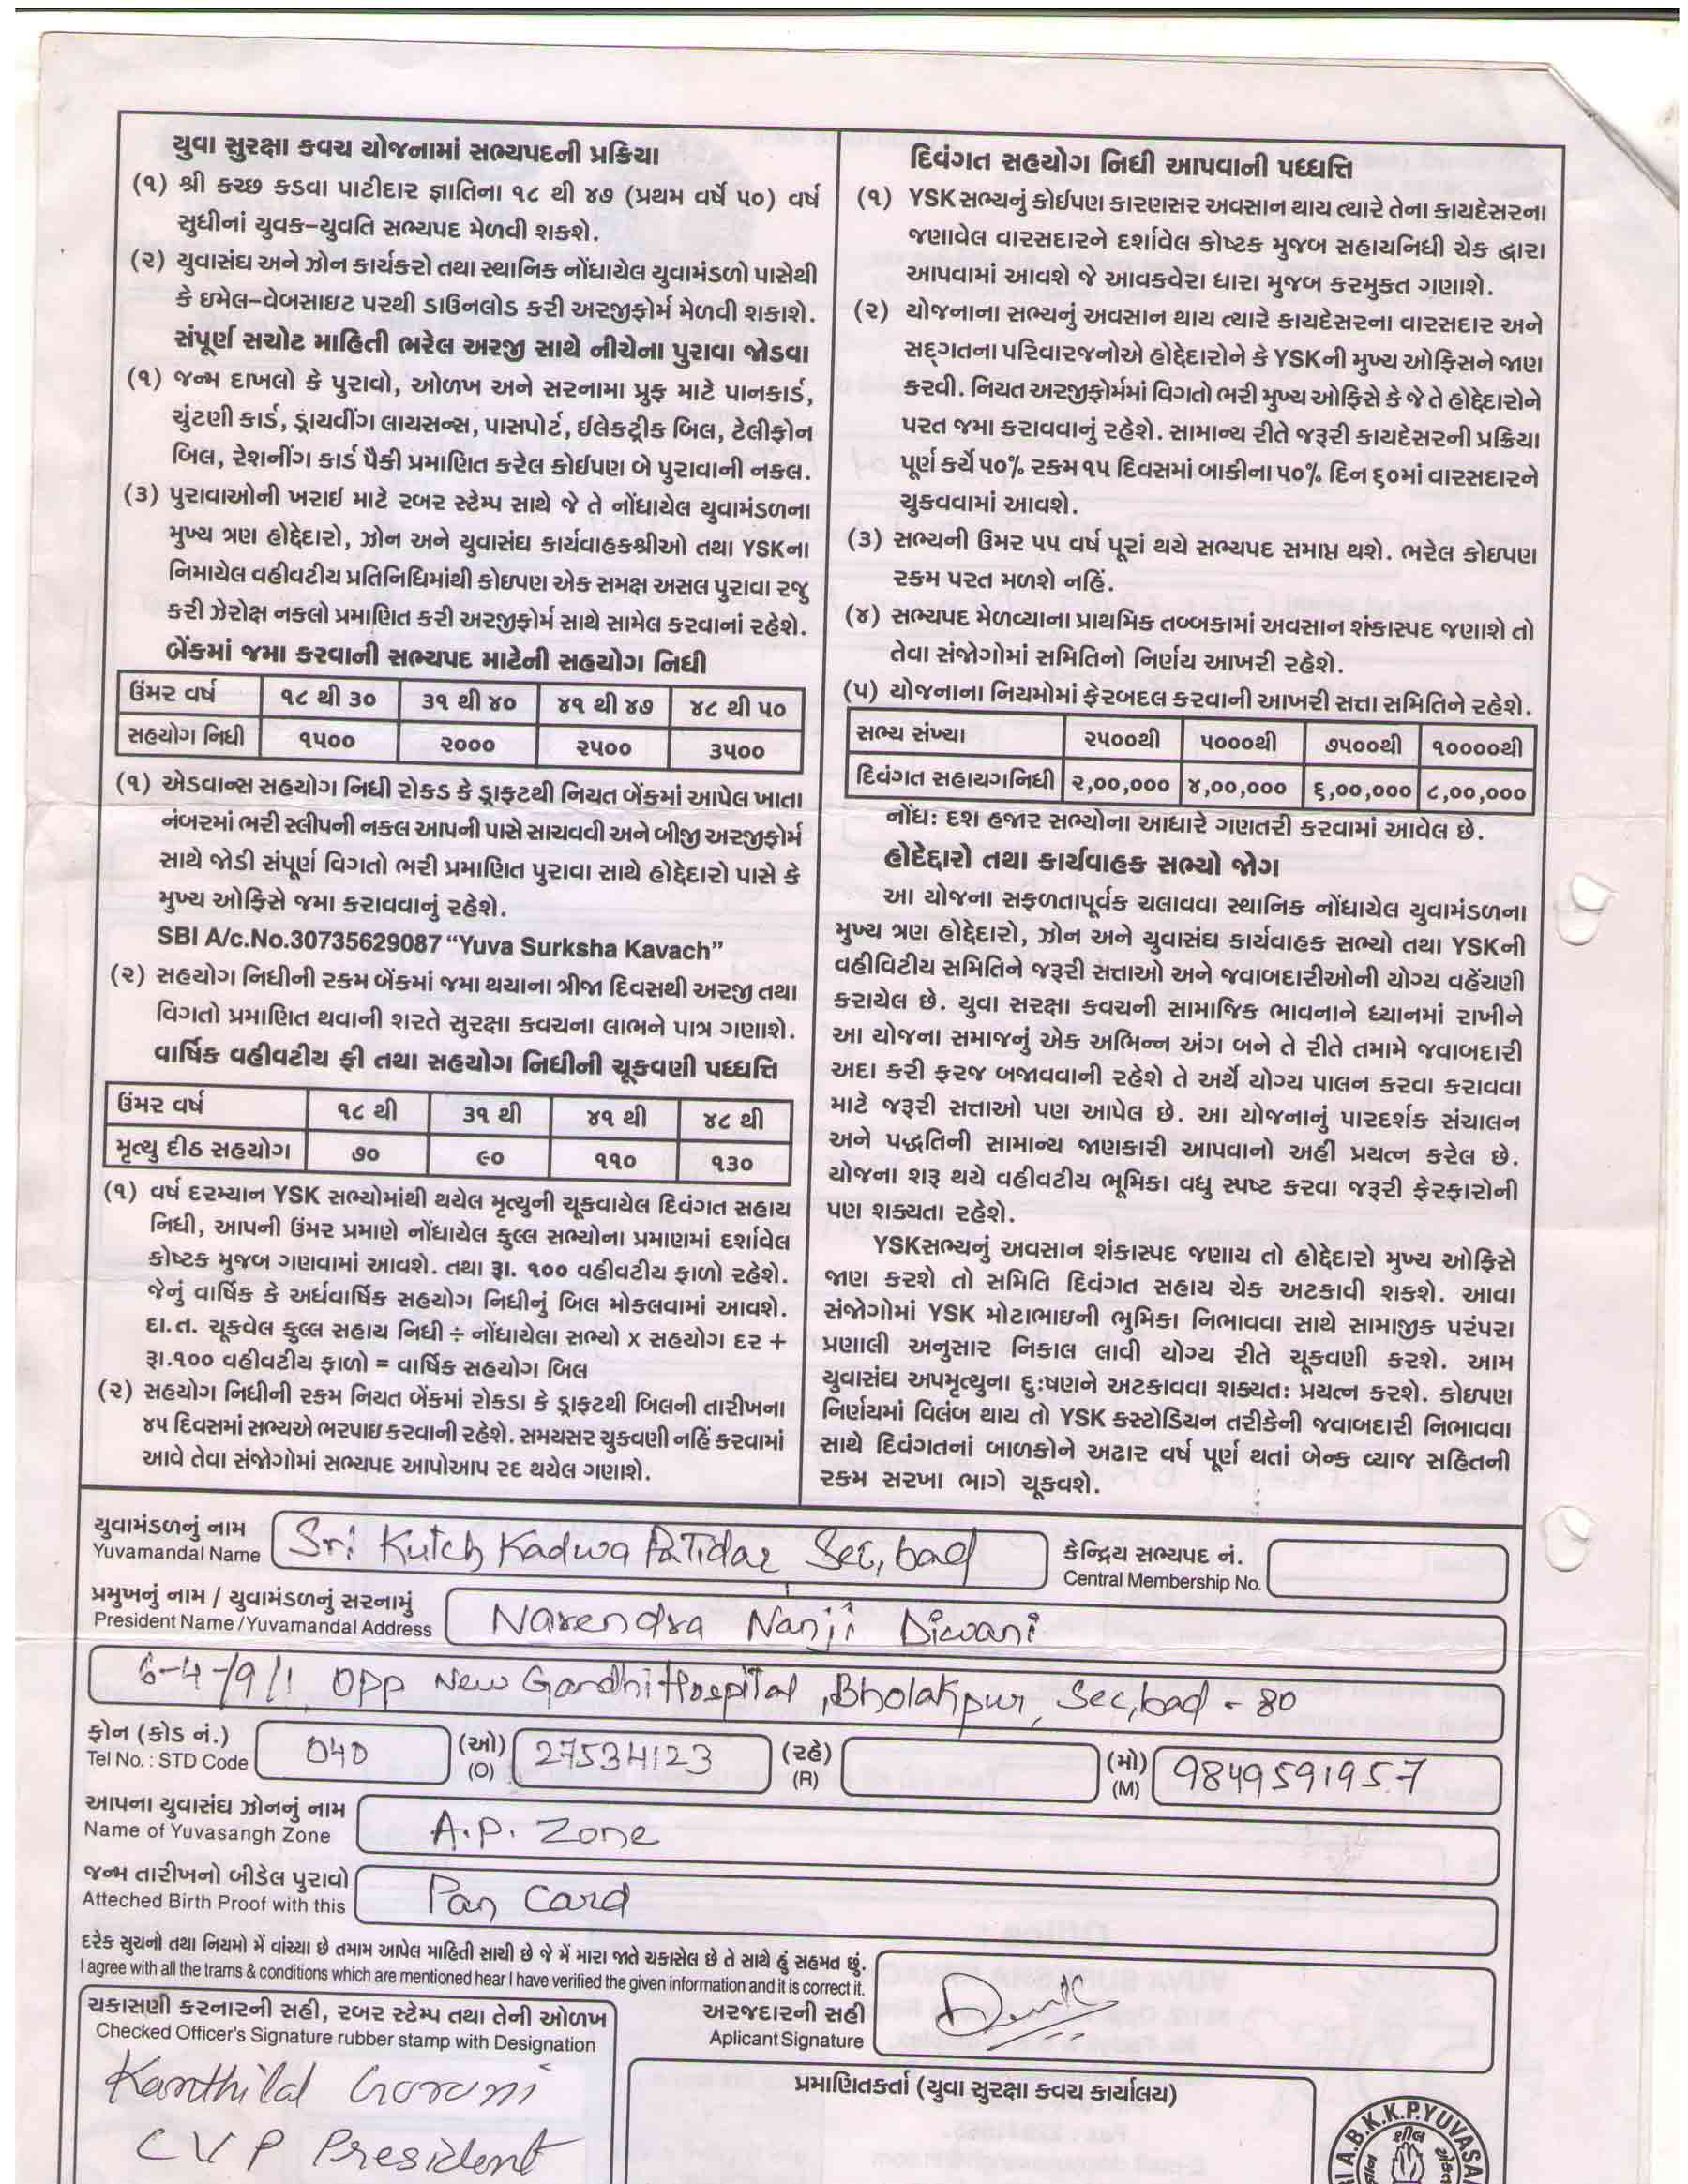 યુવા સુરક્ષા કવચ યોજનામાં સભ્યપદની પ્રક્રિયા
(૧) શ્રી કચ્છ કડવા પાટીદાર જ્ઞાતિના ૧૮ થી ૪૭ (પ્રથમ વર્ષે ૫૦) વર્ષ
સુધીનાં યુવક-યુવતિ સભ્યપદ મેળવી શકશે.
(૨) યુવાસંઘ અને ઝોન કાર્યકરો તથા સ્થાનિક નોંધાયેલ યુવામંડળો પાસેથી
કે ઇમેલ-વેબસાઇટ પરથી ડાઉનલોડ કરી અરજીફોર્મ મેળવી શકાશે.
સંપૂર્ણ સચોટ માહિતી ભરેલ અરજી સાથે નીચેના પુરાવા જોડવા
(૧) જન્મ દાખલો કે પુરાવો, ઓળખ અને સરનામા પ્રુફ માટે પાનકાર્ડ,
ચુંટણી કાર્ડ, ડ્રાયવીંગ લાયસન્સ, પાસપોર્ટ, ઈલેકટ્રીક બિલ, ટેલીફોન
બિલ, રેશનીંગ કાર્ડ પૈકી પ્રમાણિત કરેલ કોઈપણ બે પુરાવાની નકલ.
(૩) પુરાવાઓની ખરાઈ માટે રબર સ્ટેમ્પ સાથે જે તે નોંધાયેલ યુવામંડળના
મુખ્ય ત્રણ હોદ્દેદારો, ઝોન અને યુવાસંઘ કાર્યવાહકશ્રીઓ તથા YSKના
નિમાયેલ વહીવટીય પ્રતિનિધિમાંથી કોઇપણ એક સમક્ષ અસલ પુરાવા રજુ
કરી ઝેરોક્ષ નકલો પ્રમાણિત કરી અરજીફોર્મ સાથે સામેલ કરવાનાં રહેશે.
બેંકમાં જમા કરવાની સભ્યપદ માટેની સહયોગ નિધી
ઉંમર વર્ષ ૧૮ થી ૩૦ ૩૧ થી ૪૦ ૪૧ થી ૪૭ ૪૮ થી ૫૦
સહયોગ નિધી ૧૫૦૦ ૨૦૦૦ ૨૫૦૦ ૩૫૦૦
(૧) એડવાન્સ સહયોગ નિધી રોકડ કે ડ્રાફટથી નિયત બેંકમાં આપેલ ખાતા
નંબરમાં ભરી સ્લીપની નકલ આપની પાસે સાચવવી અને બીજી અરજીફોર્મ
સાથે જોડી સંપૂર્ણ વિગતો ભરી પ્રમાણિત પુરાવા સાથે હોદ્દેદારો પાસે કે
મુખ્ય ઓફિસે જમા કરાવવાનું રહેશે.
SBI A/c.No.30735629087 “Yuva Surksha Kavach”
(૨) સહયોગ નિધીની રકમ બેંકમાં જમા થયાના ત્રીજા દિવસથી અરજી તથા
વિગતો પ્રમાણિત થવાની શરતે સુરક્ષા કવચના લાભને પાત્ર ગણાશે.
વાર્ષિક વહીવટીય ફી તથા સહયોગ નિધીની ચૂકવણી પધ્ધત્તિ
ઉંમર વર્ષ ૧૮ થી ૩૧ થી ૪૧ થી ૪૮ થી
મૃત્યુ દીઠ સહયોગ ૭૦ ૯૦ ૧૧૦ ૧૩૦
(૧) વર્ષ દરમ્યાન YSK સભ્યોમાંથી થયેલ મૃત્યુની ચૂકવાયેલ દિવંગત સહાય
નિધી, આપની ઉંમર પ્રમાણે નોંધાયેલ કુલ્લ સભ્યોના પ્રમાણમાં દર્શાવેલ
કોષ્ટક મુજબ ગણવામાં આવશે. તથા રૂા. ૧૦૦ વહીવટીય ફાળો રહેશે.
જેનું વાર્ષિક કે અર્ધવાર્ષિક સહયોગ નિધીનું બિલ મોકલવામાં આવશે.
દા.ત. ચૂકવેલ કુલ્લ સહાય નિધી ÷ નોંધાયેલા સભ્યો x સહયોગ દર +
રૂા.૧૦૦ વહીવટીય ફાળો = વાર્ષિક સહયોગ બિલ
(૨) સહયોગ નિધીની રકમ નિયત બેંકમાં રોકડા કે ડ્રાફટથી બિલની તારીખના
૪૫ દિવસમાં સભ્યએ ભરપાઇ કરવાની રહેશે. સમયસર ચુકવણી નહિં કરવામાં
આવે તેવા સંજોગોમાં સભ્યપદ આપોઆપ રદ થયેલ ગણાશે.
દિવંગત સહયોગ નિધી આપવાની પધ્ધત્તિ
(૧) YSK સભ્યનું કોઈપણ કારણસર અવસાન થાય ત્યારે તેના કાયદેસરના
જણાવેલ વારસદારને દર્શાવેલ કોષ્ટક મુજબ સહાયનિધી ચેક દ્વારા
આપવામાં આવશે જે આવકવેરા ધારા મુજબ કરમુકત ગણાશે.
(૨) યોજનાના સભ્યનું અવસાન થાય ત્યારે કાયદેસરના વારસદાર અને
સદ્‌ગતના પરિવારજનોએ હોદ્દેદારોને કે YSKની મુખ્ય ઓફિસને જાણ
કરવી. નિયત અરજીફોર્મમાં વિગતો ભરી મુખ્ય ઓફિસે કે જે તે હોદ્દેદારોને
પરત જમા કરાવવાનું રહેશે. સામાન્ય રીતે જરૂરી કાયદેસરની પ્રક્રિયા
પૂર્ણ કર્યે ૫૦% રકમ ૧૫ દિવસમાં બાકીના ૫૦% દિન ૬૦માં વારસદારને
ચુકવવામાં આવશે.
(૩) સભ્યની ઉમર ૫૫ વર્ષ પૂરાં થયે સભ્યપદ સમાપ્ત થશે. ભરેલ કોઇપણ
રકમ પરત મળશે નહિં.
(૪) સભ્યપદ મેળવ્યાના પ્રાથમિક તબ્બકામાં અવસાન શંકાસ્પદ જણાશે તો
તેવા સંજોગોમાં સમિતિનો નિર્ણય આખરી રહેશે.
(૫) યોજનાના નિયમોમાં ફેરબદલ કરવાની આખરી સત્તા સમિતિને રહેશે.
સભ્ય સંખ્યા ૨૫૦૦થી ૫૦૦૦થી ૭૫૦૦થી ૧૦૦૦૦થી
દિવંગત સહાયગનિધી ૨,૦૦,૦૦૦ ૪,૦૦,૦૦૦ ૬,૦૦,૦૦૦ ૮,૦૦,૦૦૦
નોંધઃ દશ હજાર સભ્યોના આધારે ગણતરી કરવામાં આવેલ છે.
હોદેદ્દારો તથા કાર્યવાહક સભ્યો જોગ
આ યોજના સફળતાપૂર્વક ચલાવવા સ્થાનિક નોંધાયેલ યુવામંડળના
મુખ્ય ત્રણ હોદ્દેદારો, ઝોન અને યુવાસંઘ કાર્યવાહક સભ્યો તથા YSKની
વહીવિટીય સમિતિને જરૂરી સત્તાઓ અને જવાબદારીઓની યોગ્ય વહેંચણી
કરાયેલ છે. યુવા સરક્ષા કવચની સામાજિક ભાવનાને ધ્યાનમાં રાખીને
આ યોજના સમાજનું એક અભિન્ન અંગ બને તે રીતે તમામે જવાબદારી
અદા કરી ફરજ બજાવવાની રહેશે તે અર્થે યોગ્ય પાલન કરવા કરાવવા
માટે જરૂરી સત્તાઓ પણ આપેલ છે. આ યોજનાનું પારદર્શક સંચાલન
અને પદ્ધતિની સામાન્ય જાણકારી આપવાનો અહીં પ્રયત્ન કરેલ છે.
યોજના શરૂ થયે વહીવટીય ભૂમિકા વધુ સ્પષ્ટ કરવા જરૂરી ફેરફારોની
પણ શક્યતા રહેશે.
YSKસભ્યનું અવસાન શંકાસ્પદ જણાય તો હોદ્દેદારો મુખ્ય ઓફિસે
જાણ કરશે તો સમિતિ દિવંગત સહાય ચેક અટકાવી શકશે. આવા
સંજોગોમાં YSK મોટાભાઇની ભુમિકા નિભાવવા સાથે સામાજીક પરંપરા
પ્રણાલી અનુસાર નિકાલ લાવી યોગ્ય રીતે ચૂકવણી કરશે. આમ
યુવાસંઘ અપમૃત્યુના દુઃષણને અટકાવવા શક્યતઃ પ્રયત્ન કરશે. કોઇપણ
નિર્ણયમાં વિલંબ થાય તો YSK કસ્ટોડિયન તરીકેની જવાબદારી નિભાવવા
સાથે દિવંગતનાં બાળકોને અઢાર વર્ષ પૂર્ણ થતાં બેન્ક વ્યાજ સહિતની
રકમ સરખા ભાગે ચૂકવશે.
યુવામંડળનું નામ
Yuvamandal Name Sri Kutch Kadwa Patidar Sec,bad
કેન્દ્રિય સભ્યપદ નં.
Central Membership No.
પ્રમુખનું નામ / યુવામંડળનું સરનામું
President Name/Yuvamandal Address Narendra Nanji Diwani
6-4-/9/1 Opp New Gandhi Hospital, Bholakpur, Sec,bad - 80
ફોન (કોડ નં.) (ઓ) (રહે) (મો)
Tel No. : STD Code 040 (O) 27534123 (R) (M) 9849591957
આપના યુવાસંઘ ઝોનનું નામ
Name of Yuvasangh Zone A.P. Zone
જન્મ તારીખનો બીડેલ પુરાવો
Atteched Birth Proof with this Pan Card
દરેક સુચનો તથા નિયમો મેં વાંચ્યા છે તમામ આપેલ માહિતી સાચી છે જે મેં મારા જાતે ચકાસેલ છે તે સાથે હું સહમત છું.
I agree with all the trams & conditions which are mentioned hear I have verified the given information and it is correct it.
ચકાસણી કરનારની સહી, રબર સ્ટેમ્પ તથા તેની ઓળખ
Checked Officer's Signature rubber stamp with Designation
અરજદારની સહી
Aplicant Signature
Kanthilal Gorani
CVP President
પ્રમાણિતકર્તા (યુવા સુરક્ષા કવચ કાર્યાલય)
A.B.K.K.P.YUVASA
શીલ